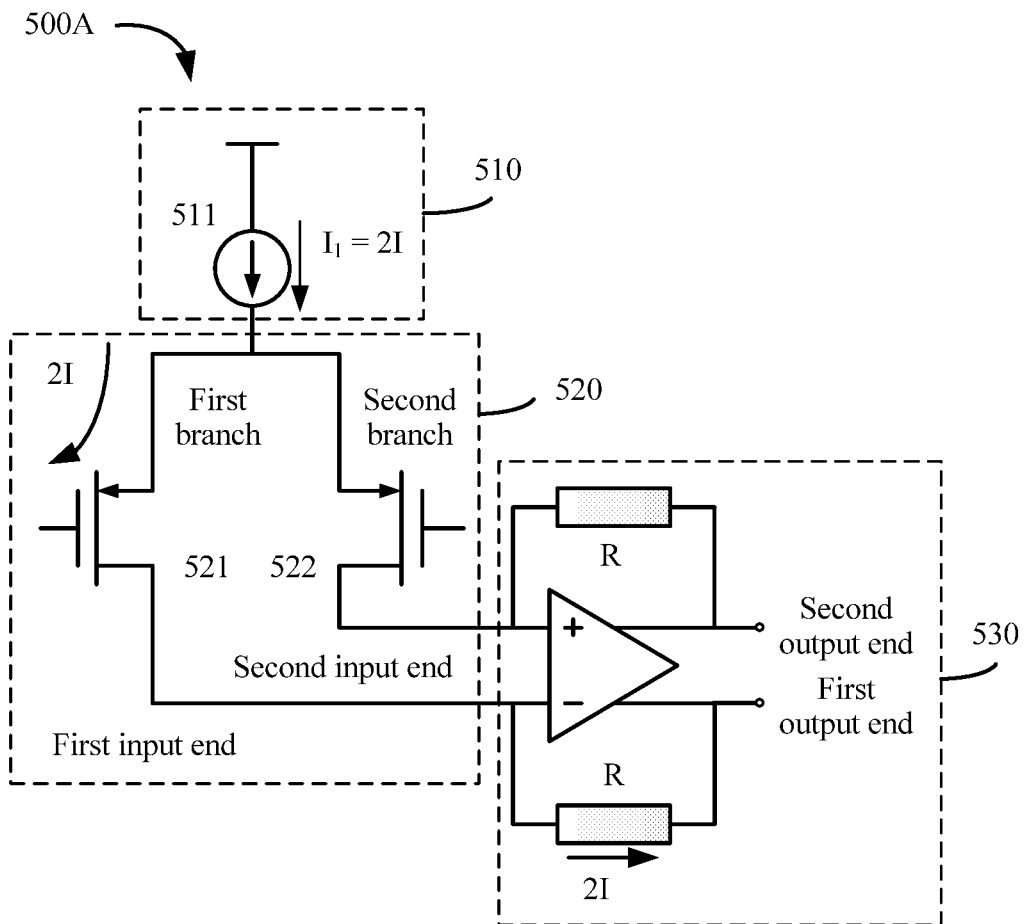 500A
510
511
I₁ = 2I
2I
First
branch
Second
branch
520
521
522
R
+
−
Second
output end
First
output end
530
Second input end
First input end
R
2I